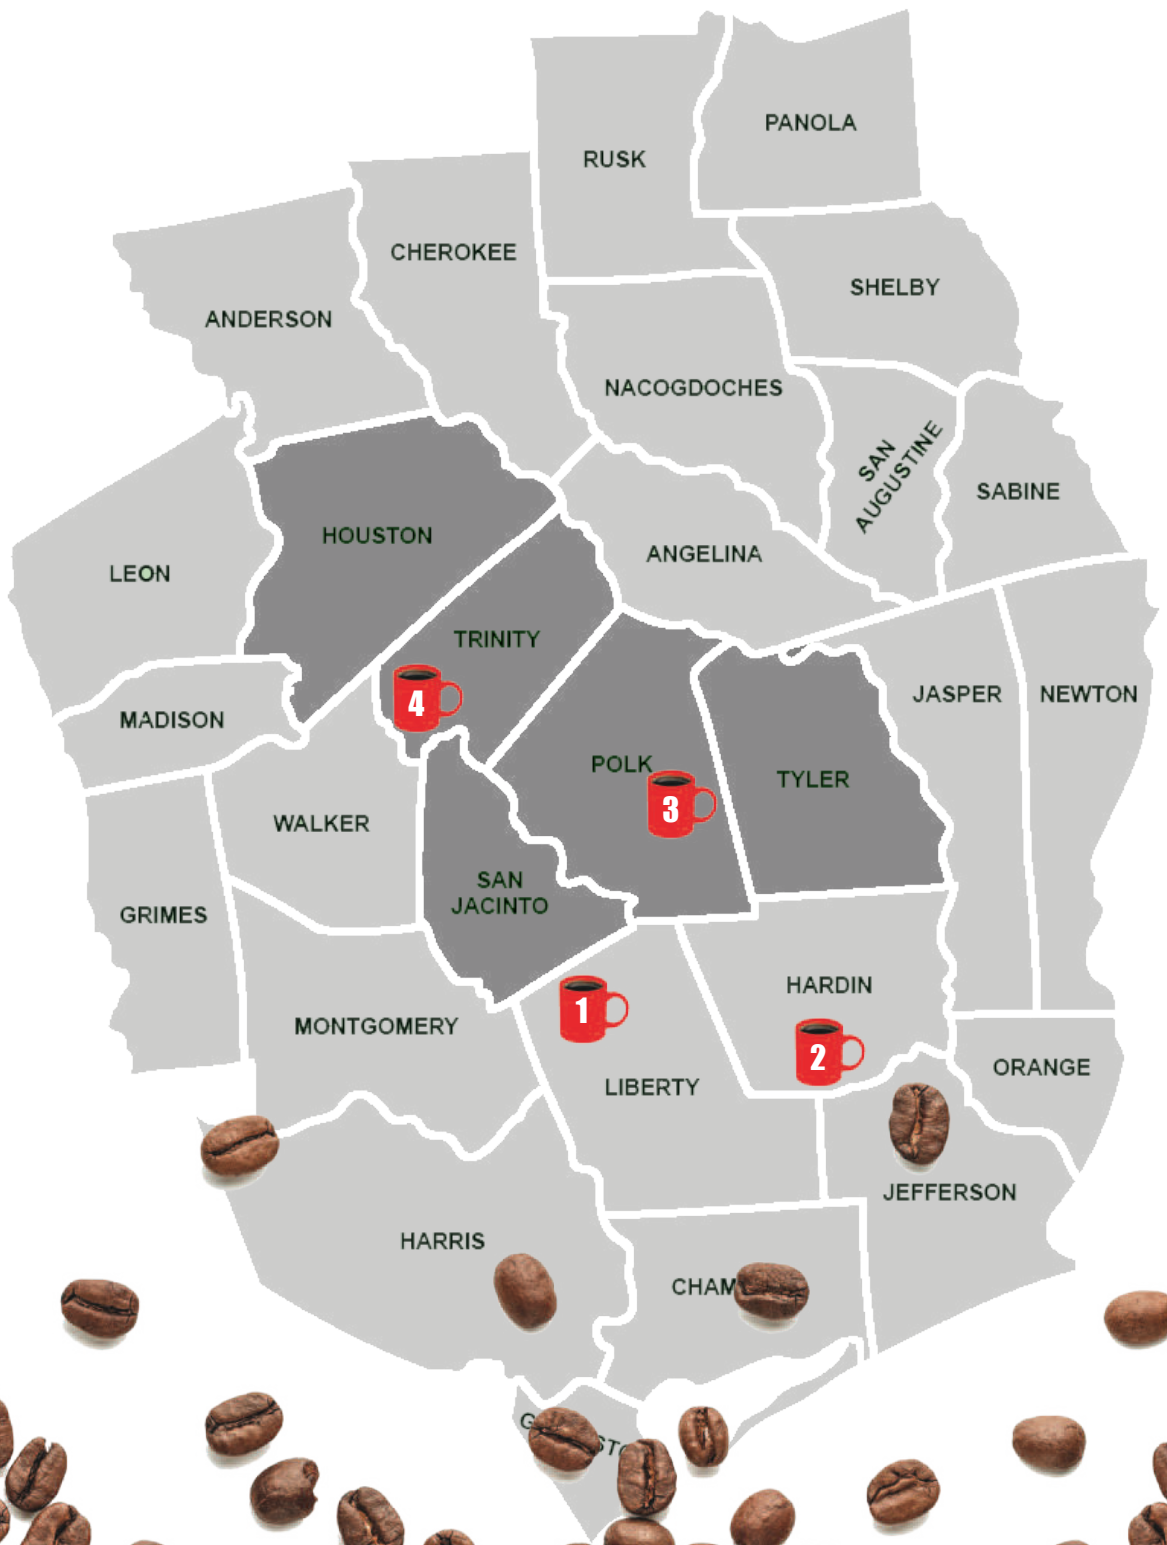 PANOLA
RUSK
CHEROKEE
SHELBY
ANDERSON
NACOGDOCHES
SAN
AUGUSTINE
SABINE
HOUSTON
ANGELINA
LEON
TRINITY
JASPER
NEWTON
4
MADISON
POLK
TYLER
3
WALKER
SAN
JACINTO
GRIMES
HARDIN
1
MONTGOMERY
2
ORANGE
LIBERTY
JEFFERSON
HARRIS
CHAM